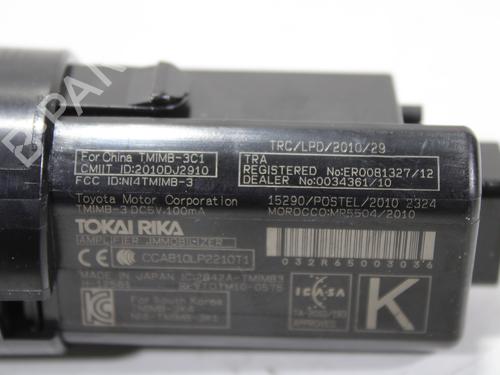 For China TMIMB-3C1
CMIIT ID:2010DJ2910
FCC ID:NI4TMIMB-3
Toyota Motor Corporation
TMIMB-3 DC5V,100mA
TOKAI RIKA
AMPLIFIER ,IMMOBILIZER
CCAB10LP2210T1
MADE IN JAPAN
For South Korea
TRC/LPD/2010/29
TRA
REGISTERED No:ER0081327/12
DEALER No:0034361/10
15290/POSTEL/2010 2324
MOROCCO:MR5504/2010
032R65003036
ICASA
APPROVED
K